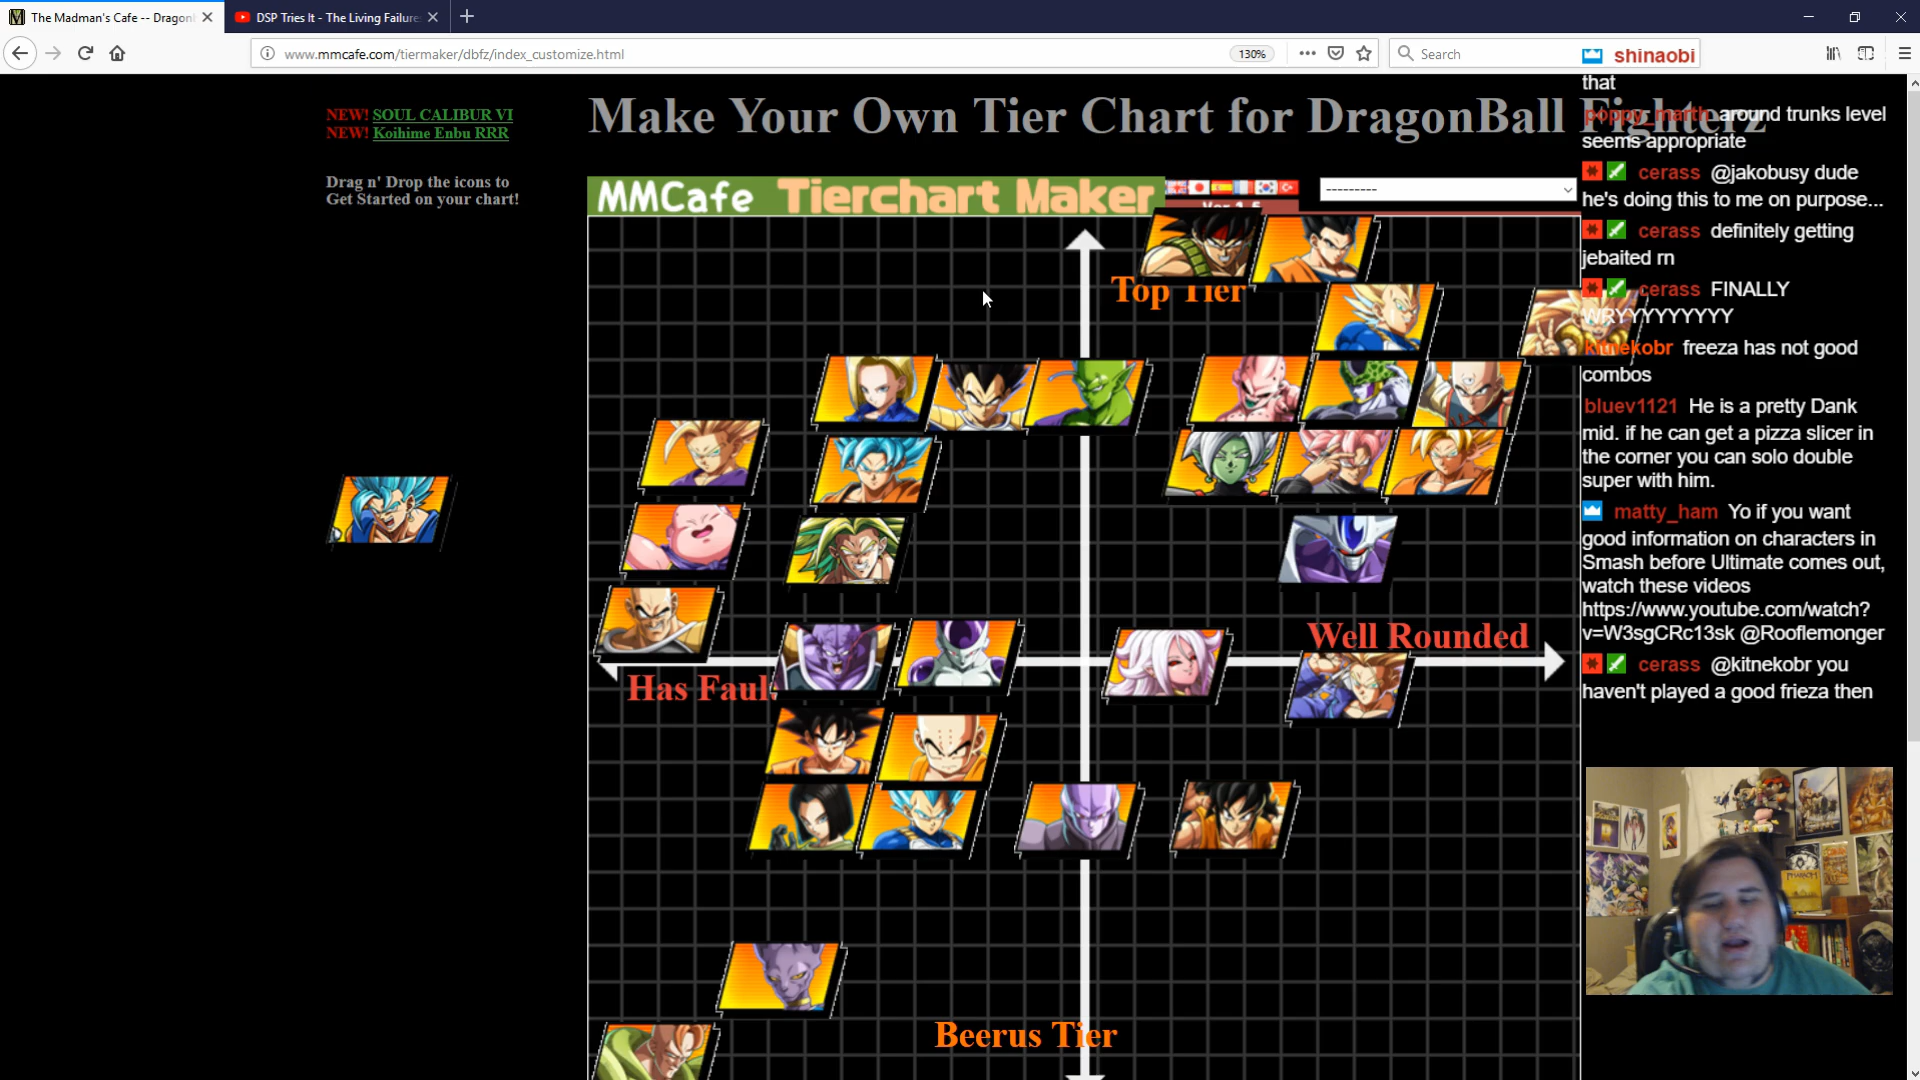 The Madman's Cafe -- Dragonl
DSP Tries It - The Living Failure
www.mmcafe.com/tiermaker/dbfz/index_customize.html
130%
Search
shinaobi
NEW! SOUL CALIBUR VI
NEW! Koihime Enbu RRR
Drag n' Drop the icons to
Get Started on your chart!
Make Your Own Tier Chart for DragonBall Fighterz
MMCafe Tierchart Maker
Ver 1.5
---------
Top Tier
Well Rounded
Has Faul
Beerus Tier
that
poppy_marth around trunks level
seems appropriate
cerass @jakobusy dude
he's doing this to me on purpose...
cerass definitely getting
jebaited rn
cerass FINALLY
WRYYYYYYYYY
kitnekobr freeza has not good
combos
bluev1121 He is a pretty Dank
mid. if he can get a pizza slicer in
the corner you can solo double
super with him.
matty_ham Yo if you want
good information on characters in
Smash before Ultimate comes out,
watch these videos
https://www.youtube.com/watch?
v=W3sgCRc13sk @Rooflemonger
cerass @kitnekobr you
haven't played a good frieza then